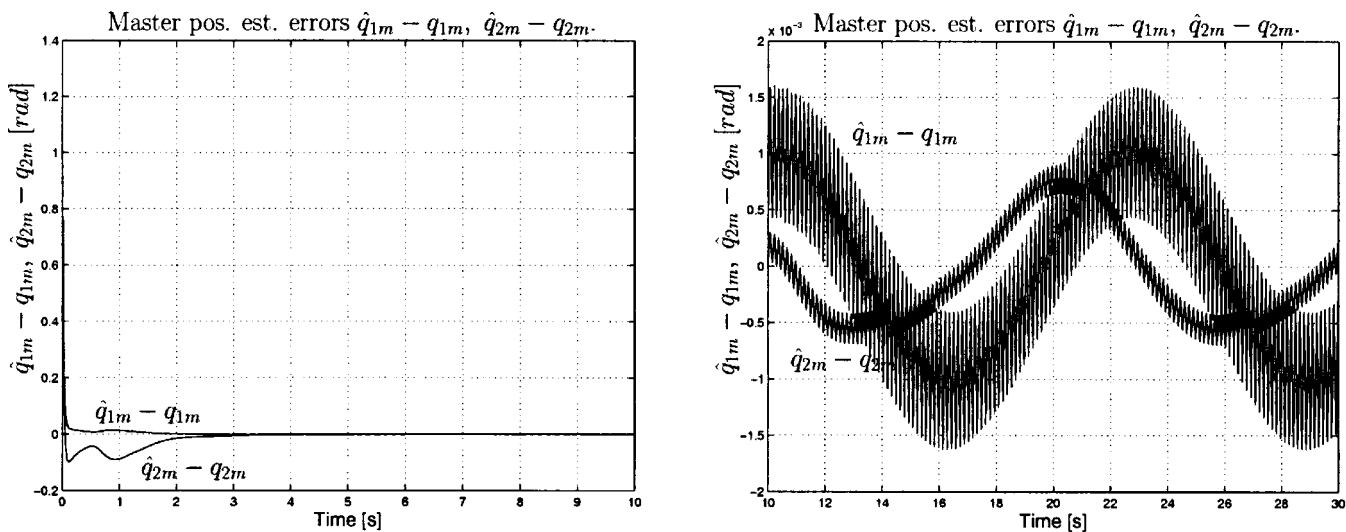 Master pos. est. errors q̂₁ₘ − q₁ₘ, q̂₂ₘ − q₂ₘ.
q̂₁ₘ − q₁ₘ, q̂₂ₘ − q₂ₘ [rad]
1.4
1.2
1
0.8
0.6
0.4
0.2
0
−0.2
q̂₁ₘ − q₁ₘ
q̂₂ₘ − q₂ₘ
0 1 2 3 4 5 6 7 8 9 10
Time [s]
× 10⁻³ Master pos. est. errors q̂₁ₘ − q₁ₘ, q̂₂ₘ − q₂ₘ.
q̂₁ₘ − q₁ₘ, q̂₂ₘ − q₂ₘ [rad]
2
1.5
1
0.5
0
−0.5
−1
−1.5
−2
q̂₁ₘ − q₁ₘ
q̂₂ₘ − q₂ₘ
10 12 14 16 18 20 22 24 26 28 30
Time [s]